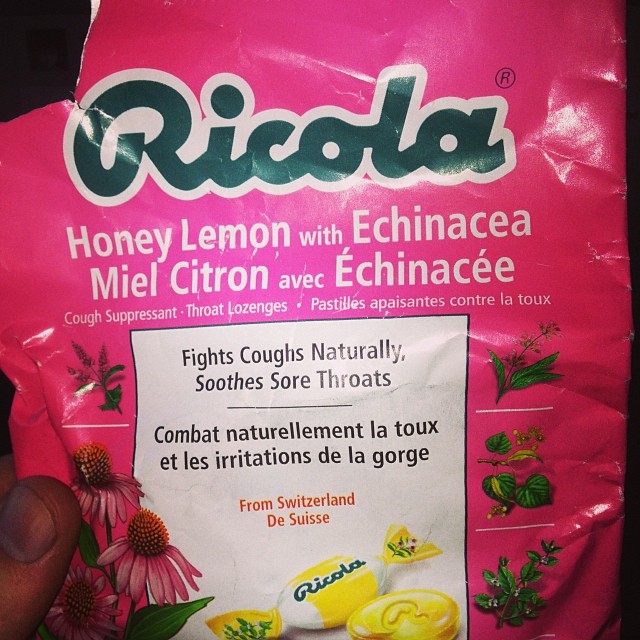 Ricola®
Honey Lemon with Echinacea
Miel Citron avec Échinacée
Cough Suppressant · Throat Lozenges · Pastilles apaisantes contre la toux
Fights Coughs Naturally,
Soothes Sore Throats
Combat naturellement la toux
et les irritations de la gorge
From Switzerland
De Suisse
Ricola